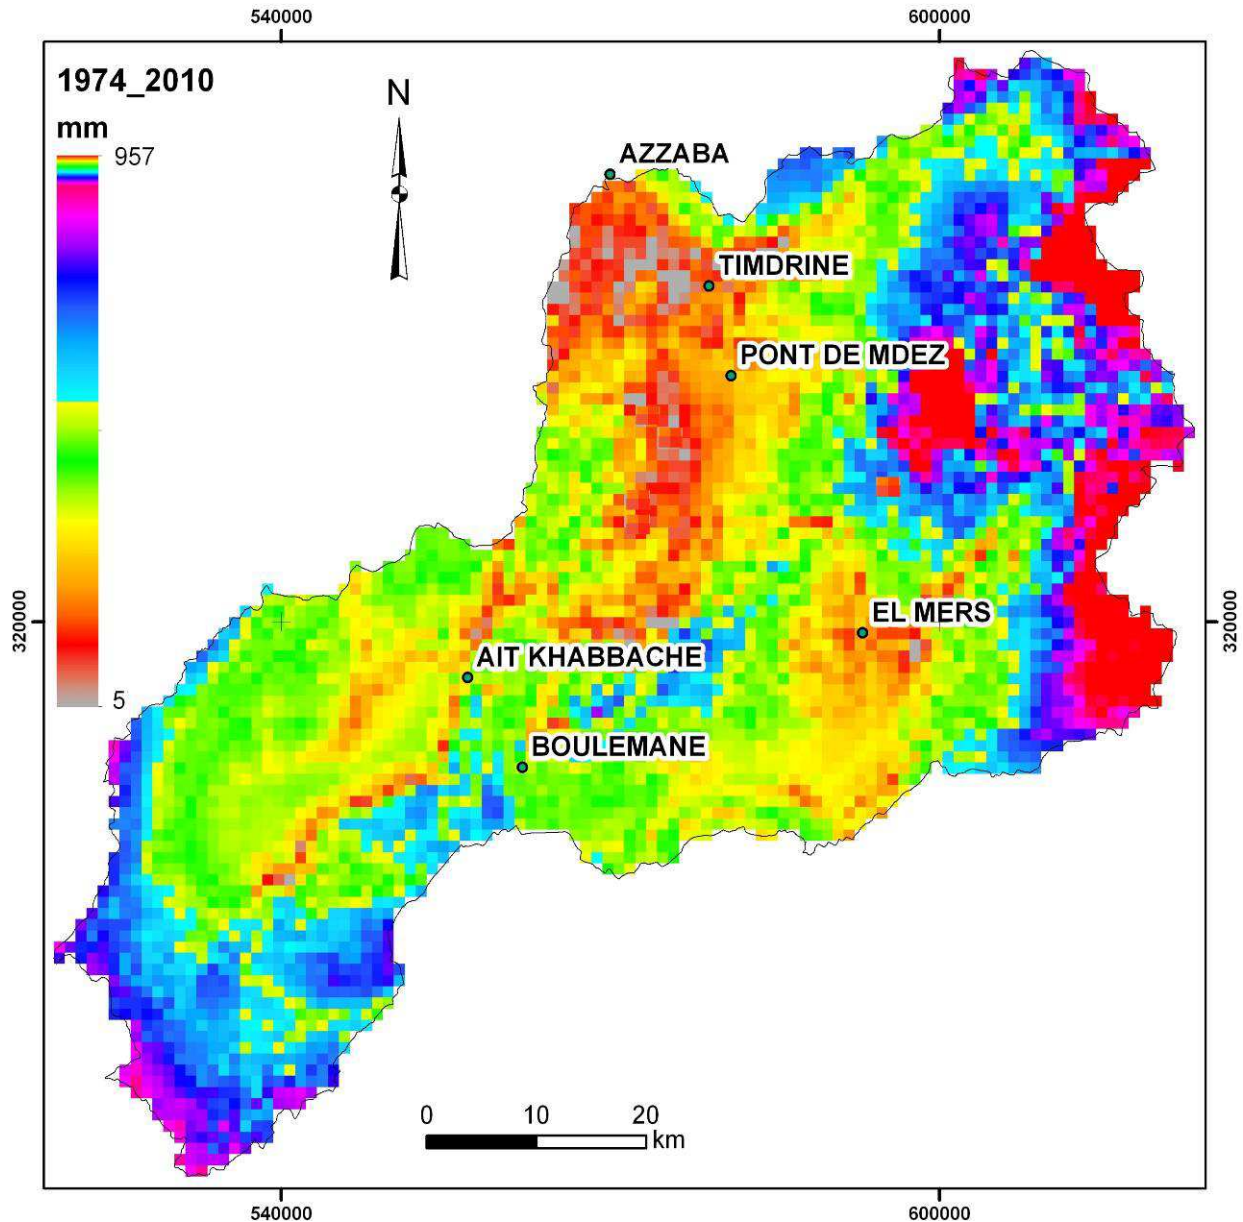 540000
600000
1974_2010
mm
957
5
N
AZZABA
TIMDRINE
PONT DE MDEZ
EL MERS
AIT KHABBACHE
BOULEMANE
320000
320000
0 10 20
km
540000
600000